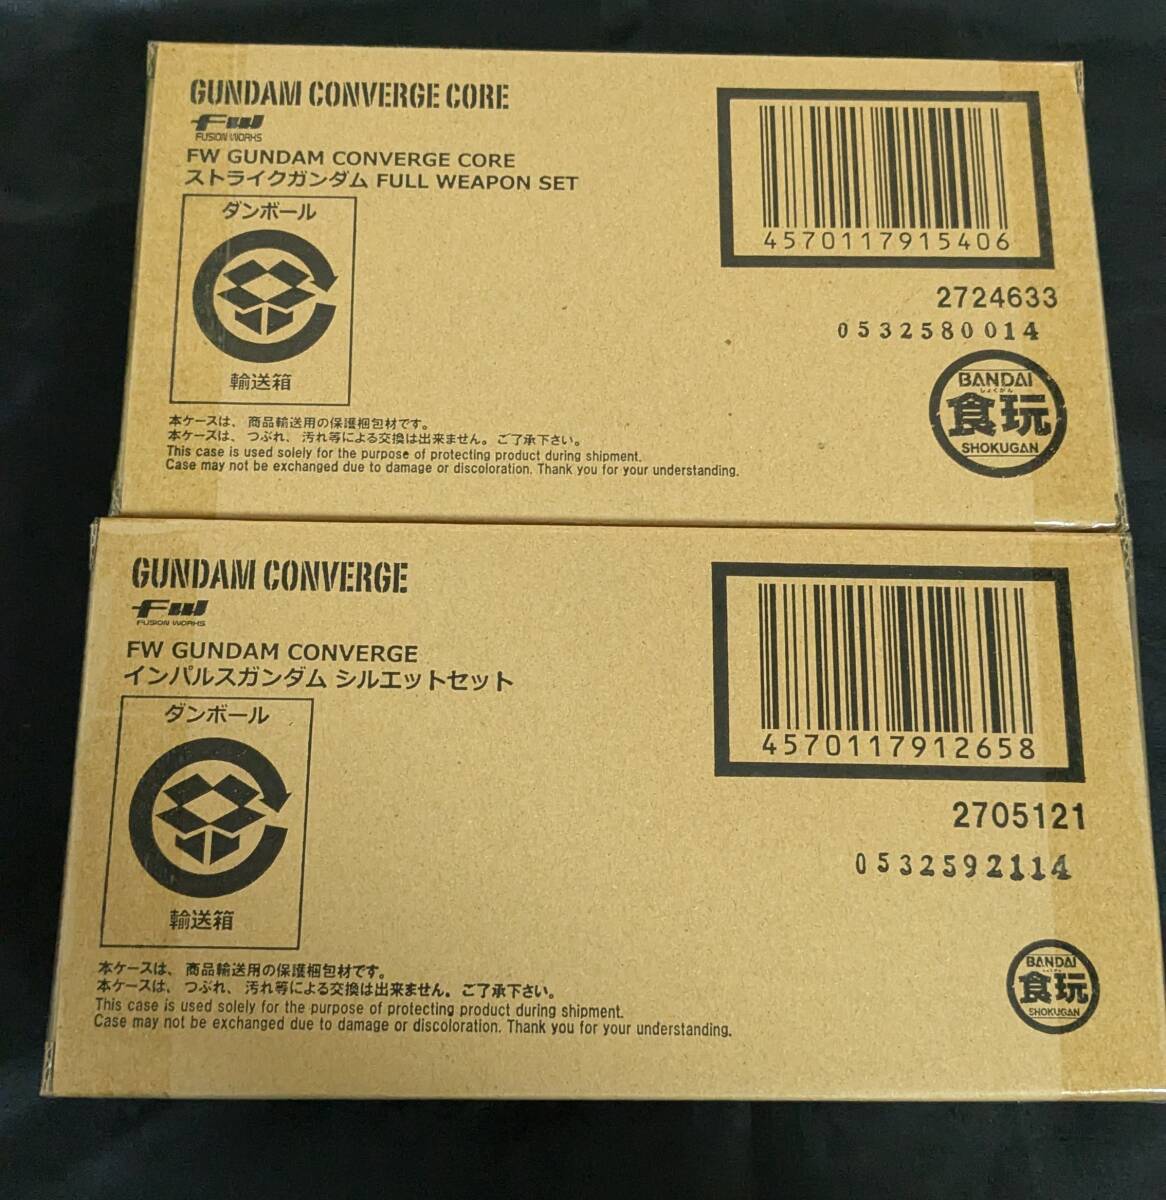 GUNDAM CONVERGE CORE
FW
FUSION WORKS
FW GUNDAM CONVERGE CORE
ストライクガンダム FULL WEAPON SET
ダンボール
輸送箱
4570117915406
2724633
0532580014
BANDAI
しょくがん
食玩
SHOKUGAN
本ケースは、商品輸送用の保護梱包材です。
本ケースは、つぶれ、汚れ等による交換は出来ません。ご了承下さい。
This case is used solely for the purpose of protecting product during shipment.
Case may not be exchanged due to damage or discoloration. Thank you for your understanding.
GUNDAM CONVERGE
FW
FUSION WORKS
FW GUNDAM CONVERGE
インパルスガンダム シルエットセット
ダンボール
輸送箱
4570117912658
2705121
0532592114
BANDAI
しょくがん
食玩
SHOKUGAN
本ケースは、商品輸送用の保護梱包材です。
本ケースは、つぶれ、汚れ等による交換は出来ません。ご了承下さい。
This case is used solely for the purpose of protecting product during shipment.
Case may not be exchanged due to damage or discoloration. Thank you for your understanding.